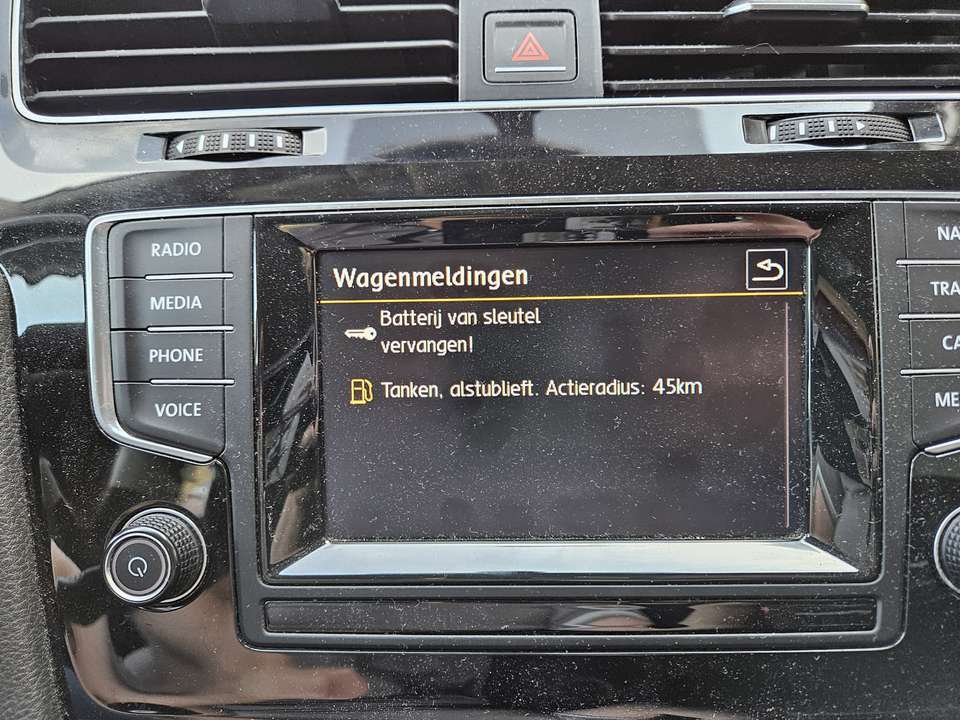 RADIO
MEDIA
PHONE
VOICE
Wagenmeldingen
Batterij van sleutel
vervangen!
Tanken, alstublieft. Actieradius: 45km